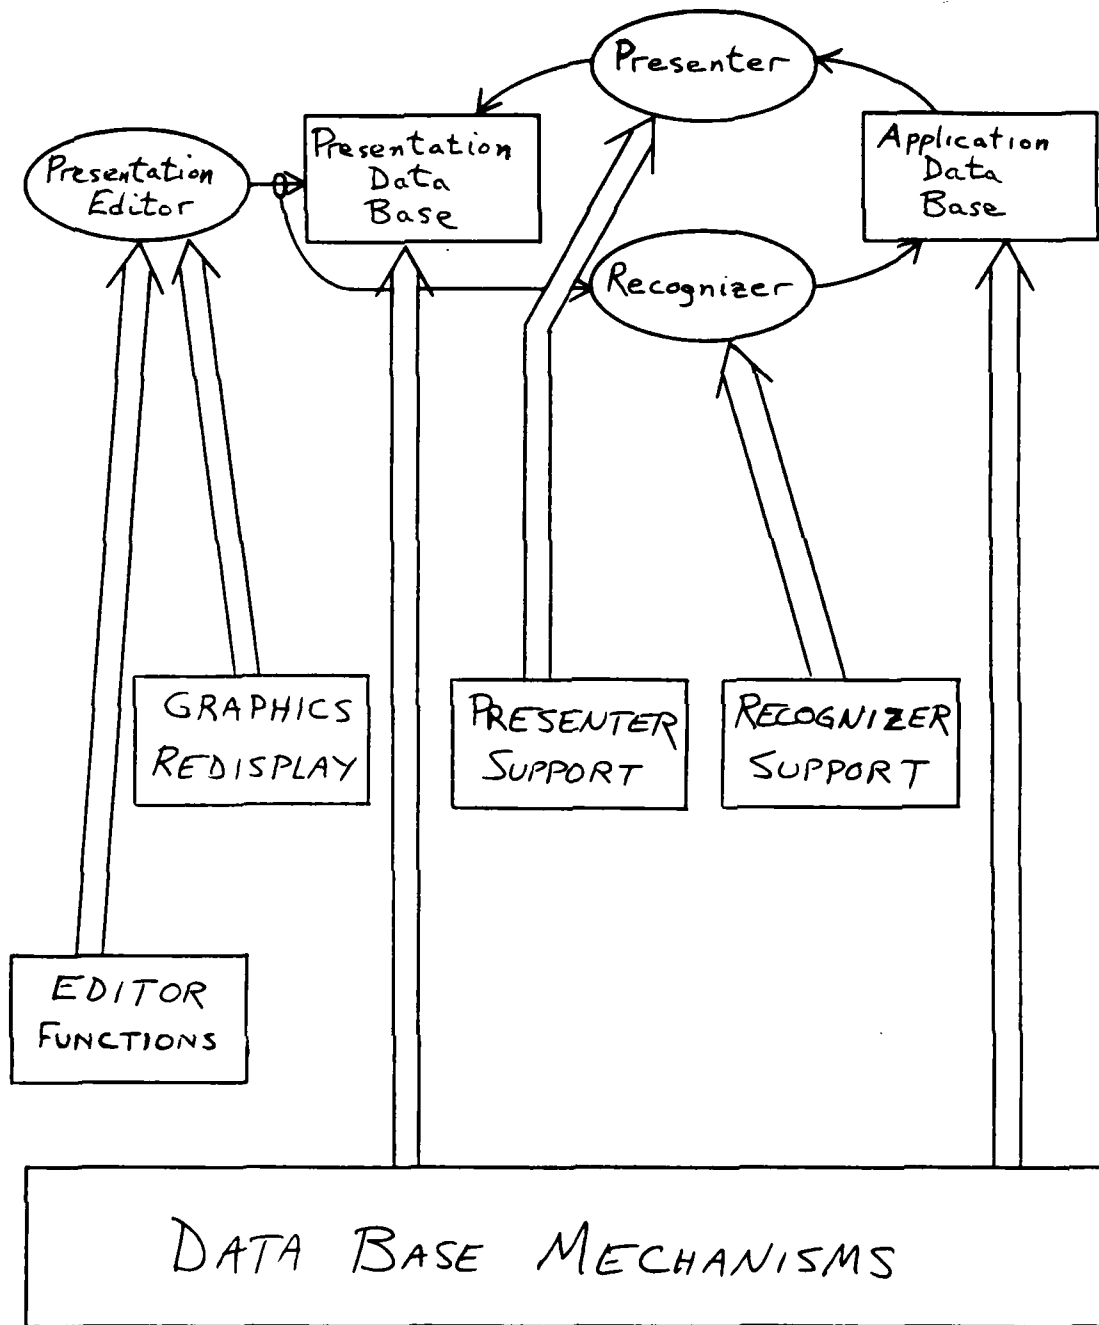 Presenter
Presentation
Data
Base
Application
Data
Base
Presentation
Editor
Recognizer
GRAPHICS
REDISPLAY
PRESENTER
SUPPORT
RECOGNIZER
SUPPORT
EDITOR
FUNCTIONS
DATA BASE MECHANISMS